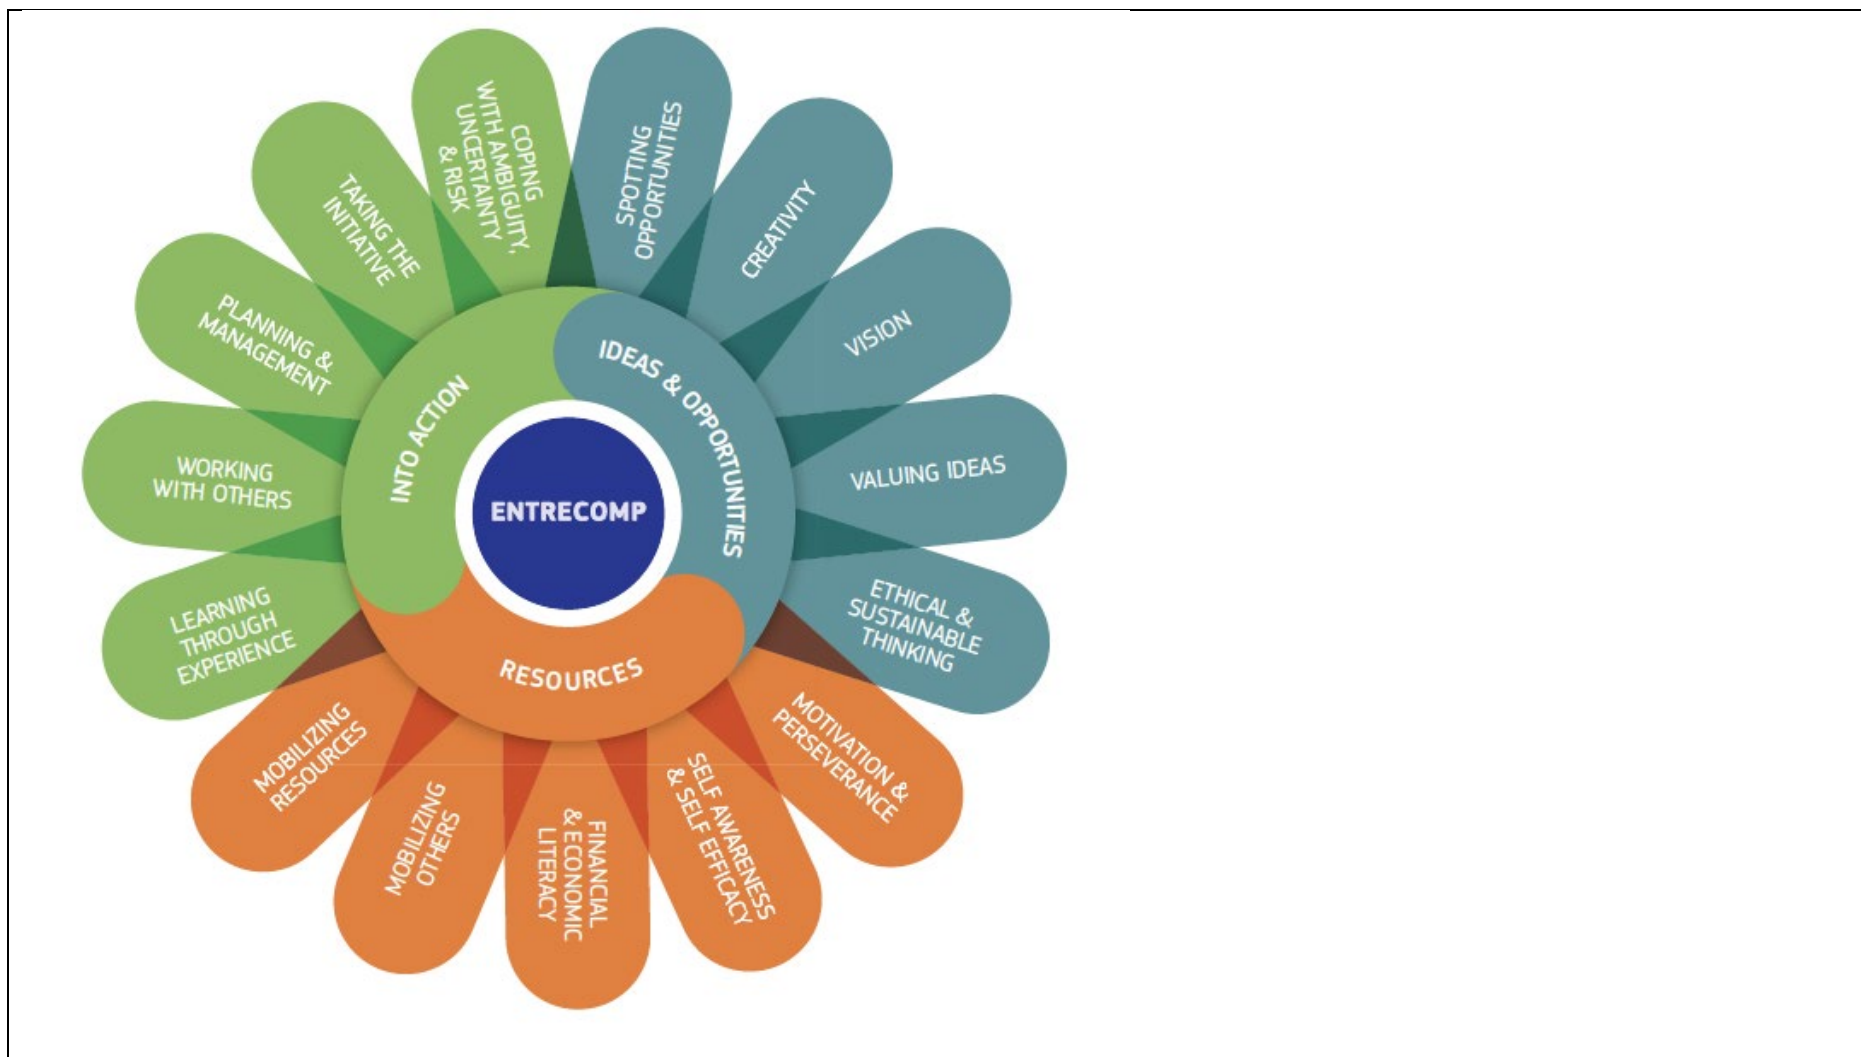 COPING
WITH AMBIGUITY,
UNCERTAINTY
& RISK
SPOTTING
OPPORTUNITIES
CREATIVITY
VISION
VALUING IDEAS
ETHICAL &
SUSTAINABLE
THINKING
MOTIVATION &
PERSEVERANCE
SELF AWARENESS
& SELF EFFICACY
FINANCIAL
& ECONOMIC
LITERACY
MOBILIZING
OTHERS
MOBILIZING
RESOURCES
LEARNING
THROUGH
EXPERIENCE
WORKING
WITH OTHERS
PLANNING &
MANAGEMENT
TAKING THE
INITIATIVE
INTO ACTION
IDEAS & OPPORTUNITIES
RESOURCES
ENTRECOMP